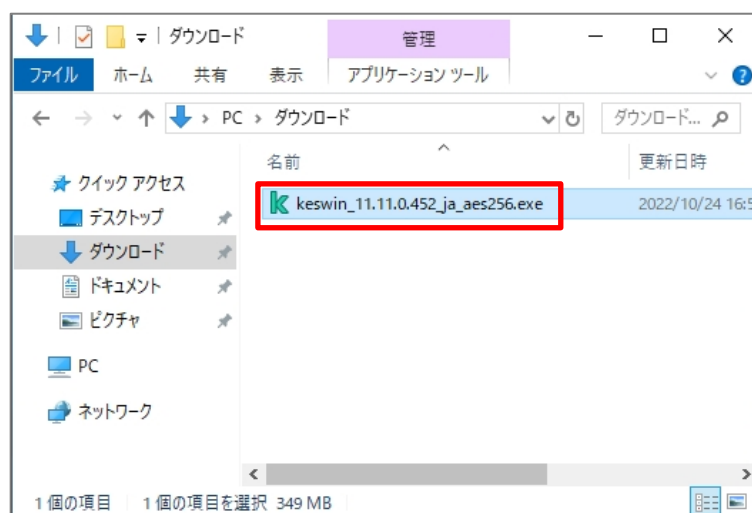 ダウンロード
管理
ファイル ホーム 共有 表示 アプリケーション ツール
PC ダウンロード ダウンロード...
名前 更新日時
クイック アクセス
keswin_11.11.0.452_ja_aes256.exe 2022/10/24 16:5
デスクトップ
ダウンロード
ドキュメント
ピクチャ
PC
ネットワーク
1 個の項目 1 個の項目を選択 349 MB